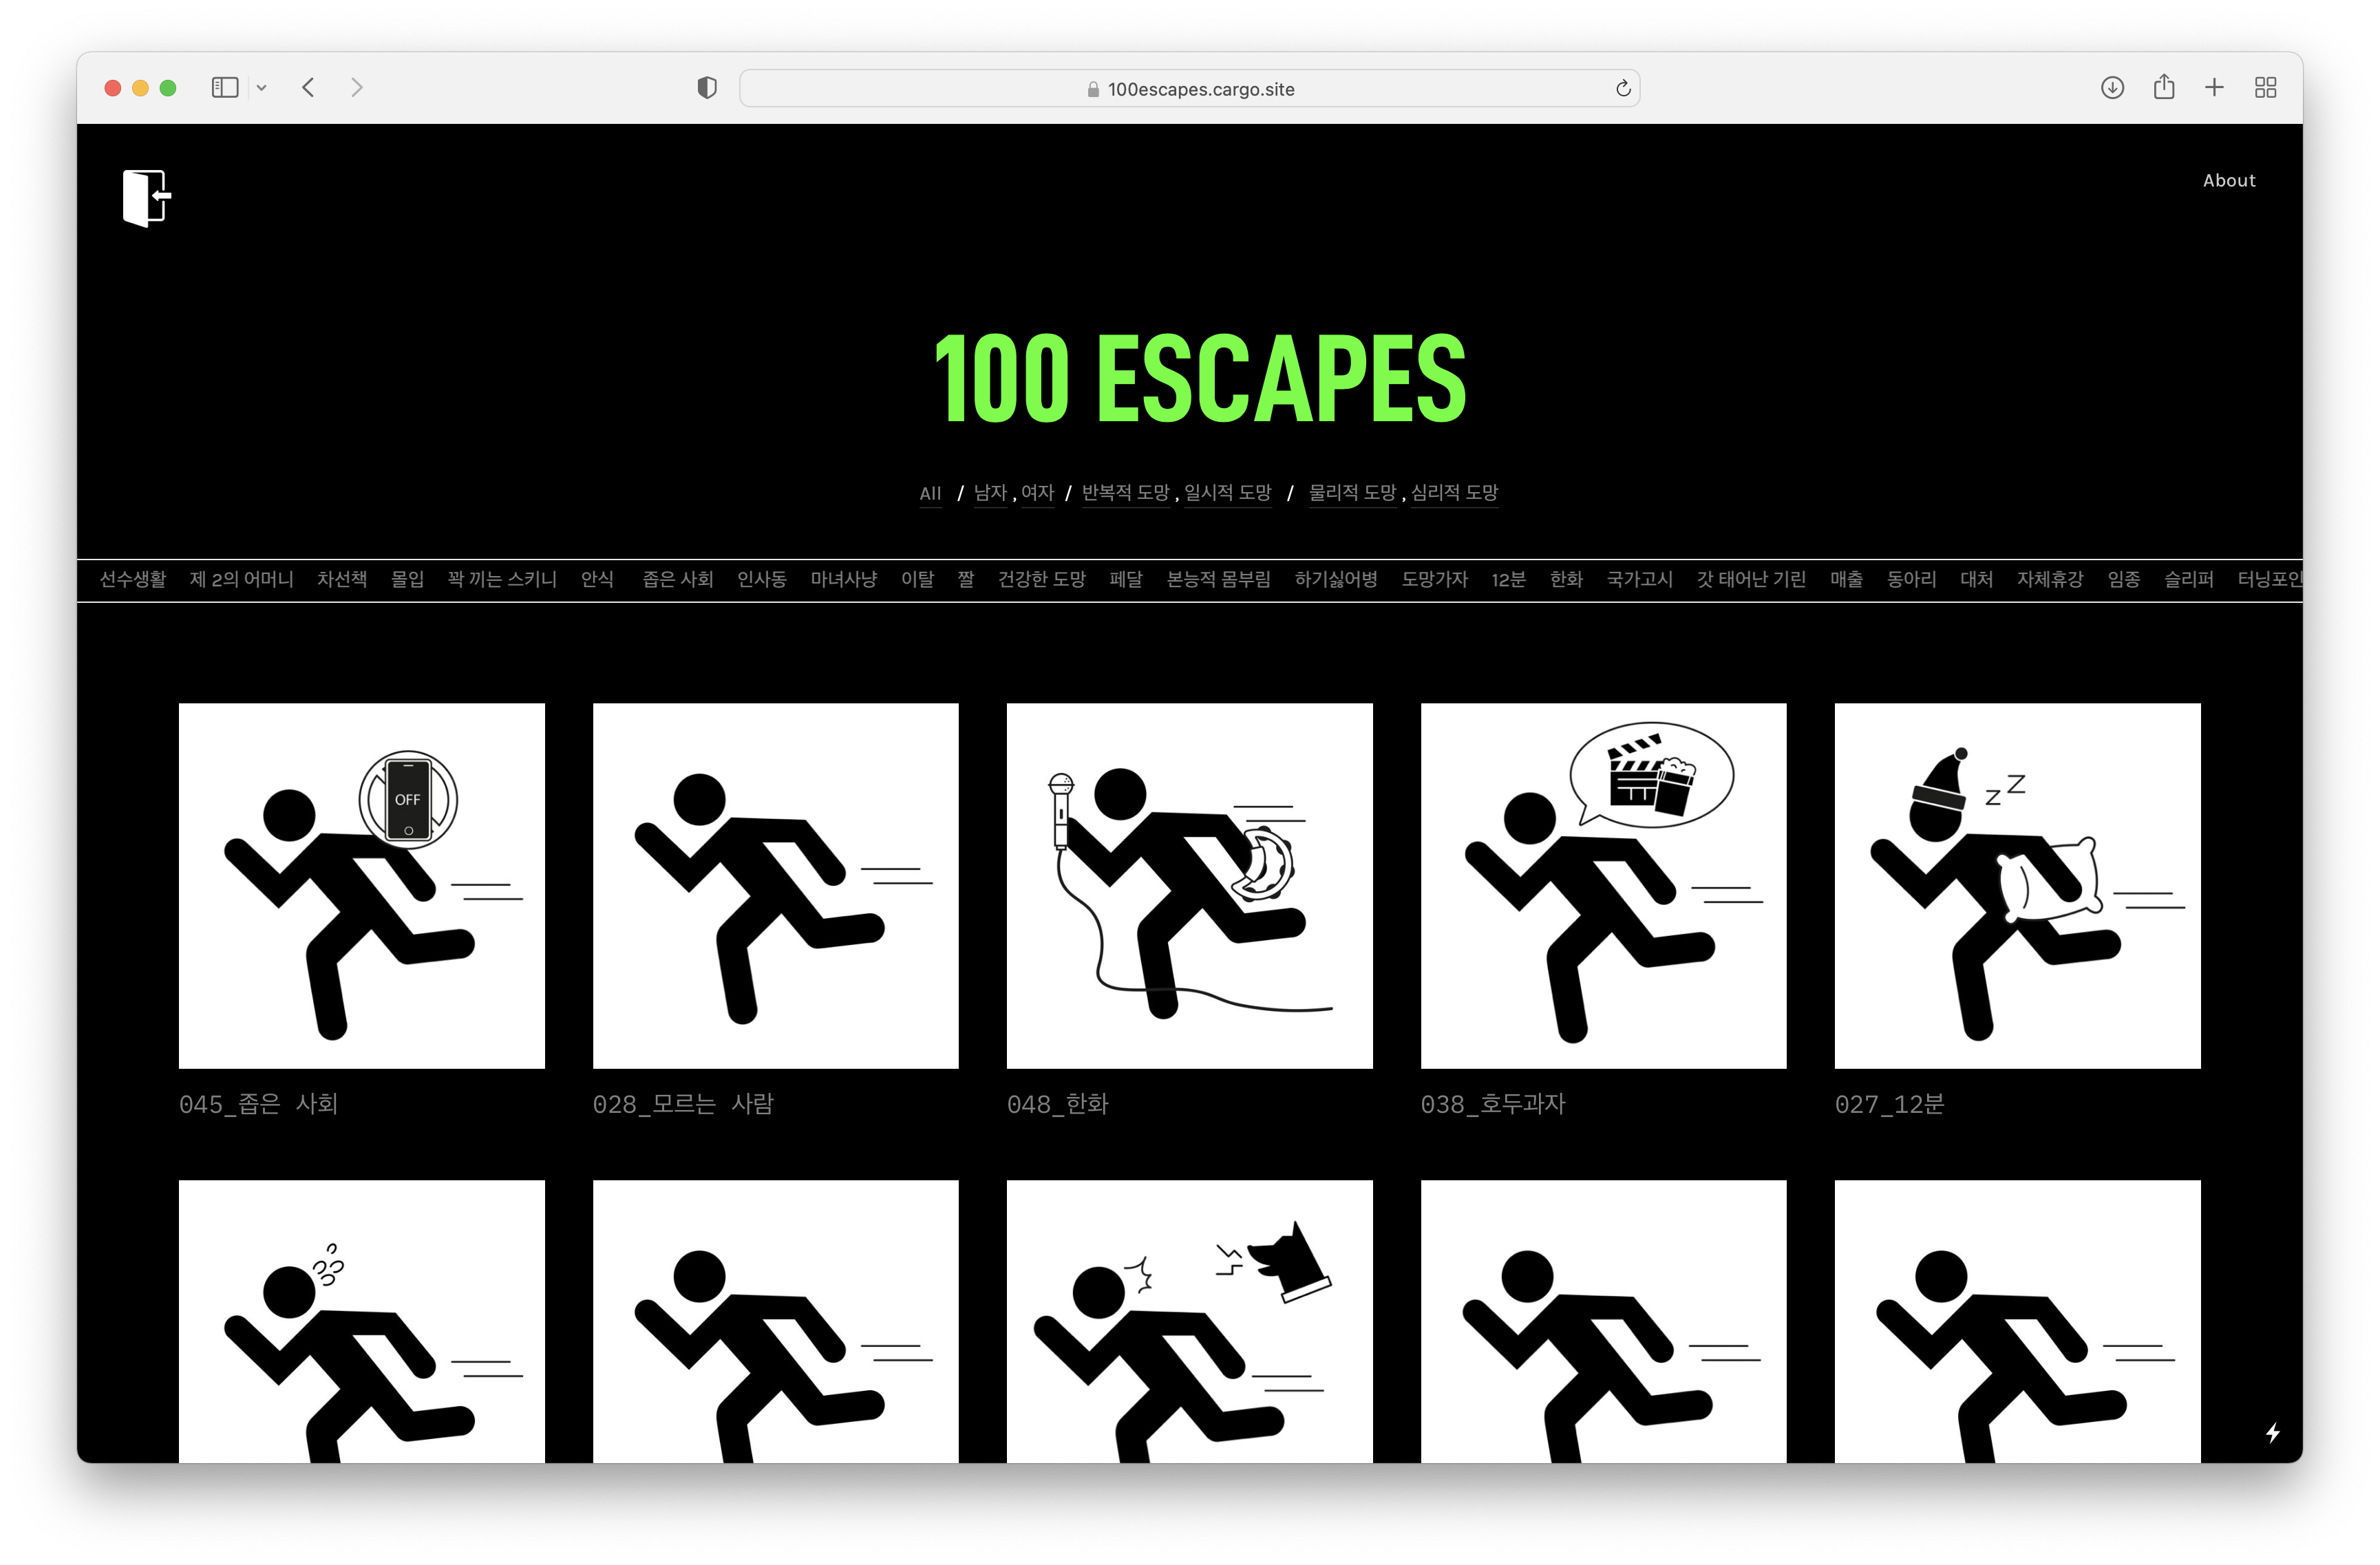 100escapes.cargo.site
About
100 ESCAPES
All / 남자 , 여자 / 반복적 도망 , 일시적 도망 / 물리적 도망 , 심리적 도망
선수생활 제 2의 어머니 차선책 몰입 꽉 끼는 스키니 안식 좁은 사회 인사동 마녀사냥 이탈 짤 건강한 도망 페달 본능적 몸부림 하기싫어병 도망가자 12분 한화 국가고시 갓 태어난 기린 매출 동아리 대처 자체휴강 임종 슬리퍼 터닝포인
OFF
z Z
045_좁은 사회 028_모르는 사람 048_한화 038_호두과자 027_12분